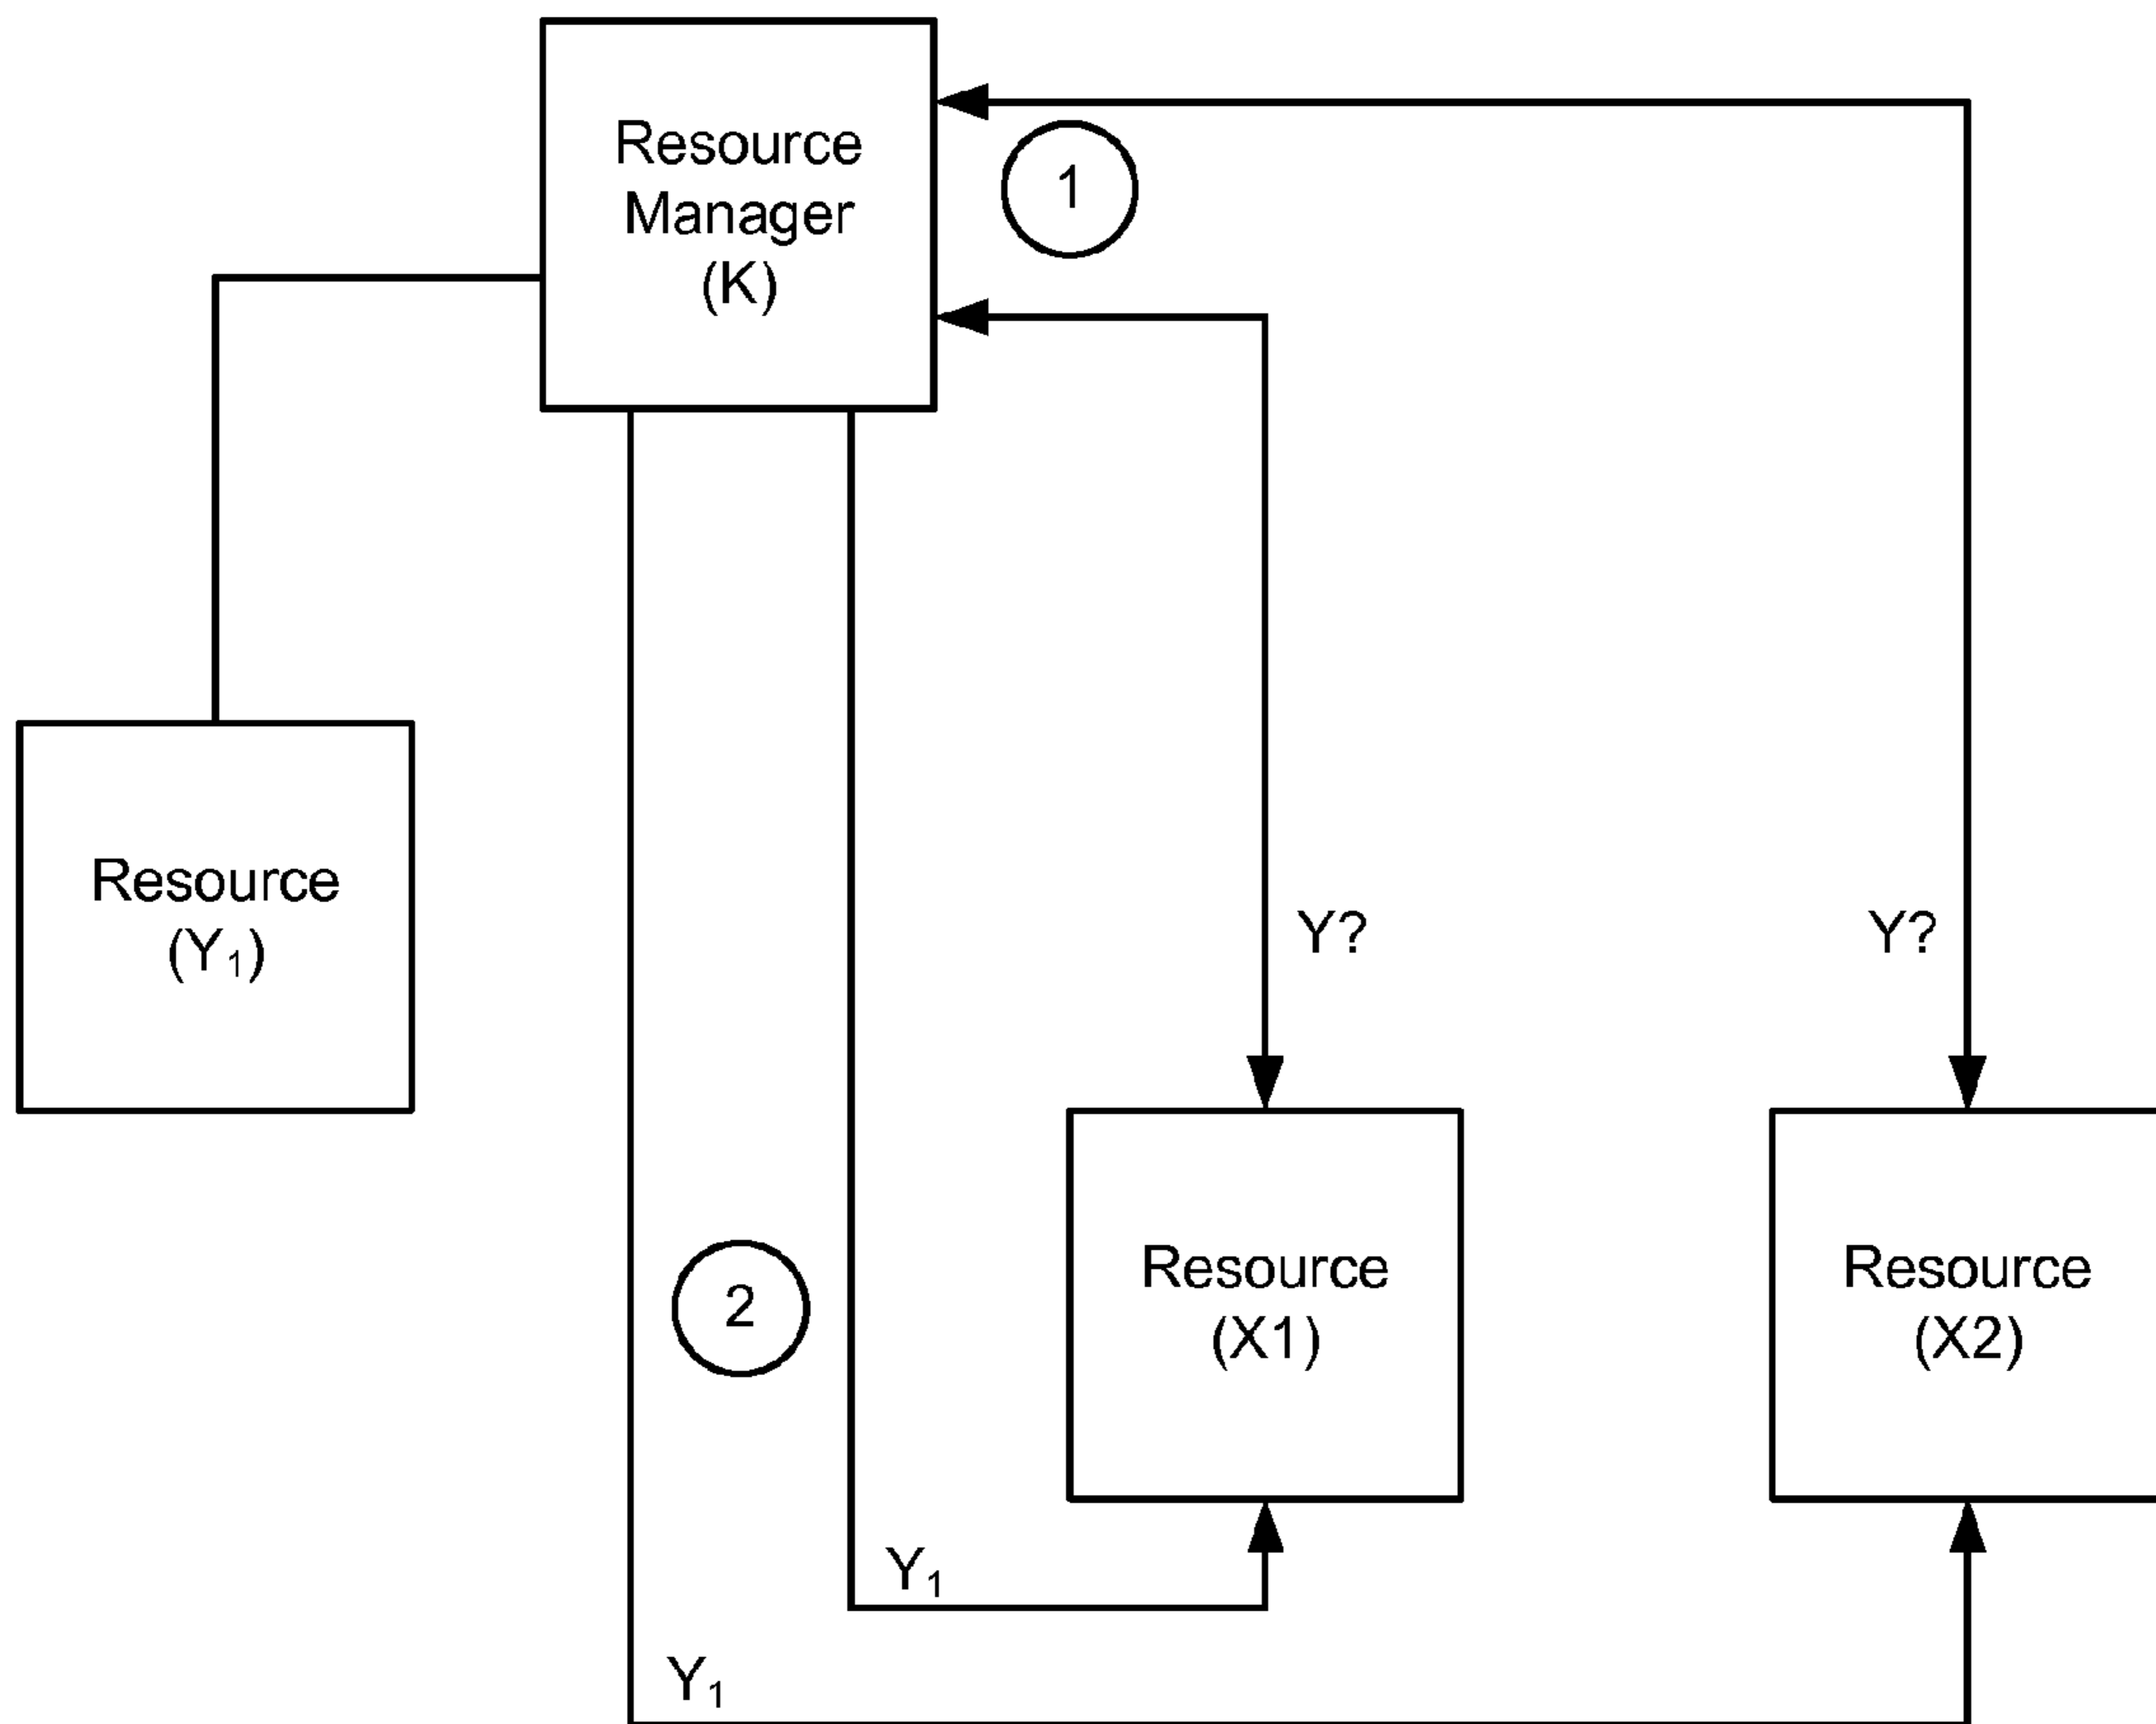 Resource
Manager
(K)
1
Resource
(Y₁)
Y?
Y?
Resource
(X1)
Resource
(X2)
2
Y₁
Y₁